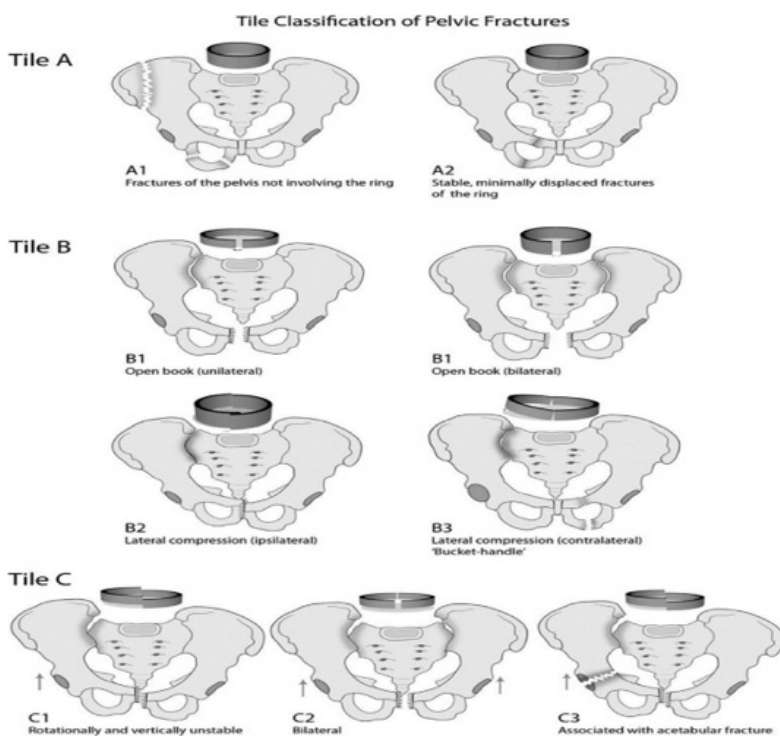 Tile Classification of Pelvic Fractures
Tile A
A1
Fractures of the pelvis not involving the ring
A2
Stable, minimally displaced fractures
of the ring
Tile B
B1
Open book (unilateral)
B1
Open book (bilateral)
B2
Lateral compression (ipsilateral)
B3
Lateral compression (contralateral)
'Bucket-handle'
Tile C
C1
Rotationally and vertically unstable
C2
Bilateral
C3
Associated with acetabular fracture